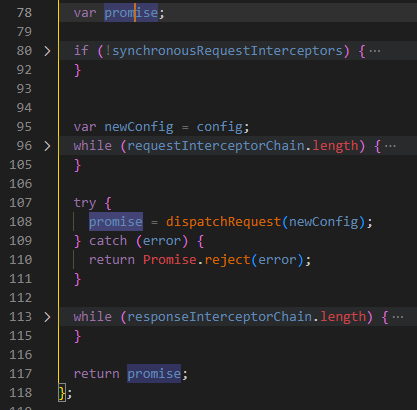 78 var promise;
79
80 if (!synchronousRequestInterceptors) {···
92 }
93
94
95 var newConfig = config;
96 while (requestInterceptorChain.length) {···
105 }
106
107 try {
108 promise = dispatchRequest(newConfig);
109 } catch (error) {
110 return Promise.reject(error);
111 }
112
113 while (responseInterceptorChain.length) {···
115 }
116
117 return promise;
118 };